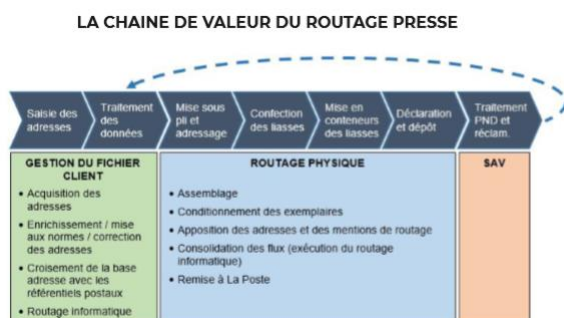 LA CHAINE DE VALEUR DU ROUTAGE PRESSE
Saisie des
adresses
Traitement
des
données
Mise sous
pli et
adressage
Confection
des liasses
Mise en
conteneurs
des liasses
Déclaration
et dépôt
Traitement
PND et
réclam.
GESTION DU FICHIER
CLIENT
• Acquisition des
adresses
• Enrichissement / mise
aux normes / correction
des adresses
• Croisement de la base
adresse avec les
référentiels postaux
• Routage informatique
ROUTAGE PHYSIQUE
• Assemblage
• Conditionnement des exemplaires
• Apposition des adresses et des mentions de routage
• Consolidation des flux (exécution du routage
informatique)
• Remise à La Poste
SAV